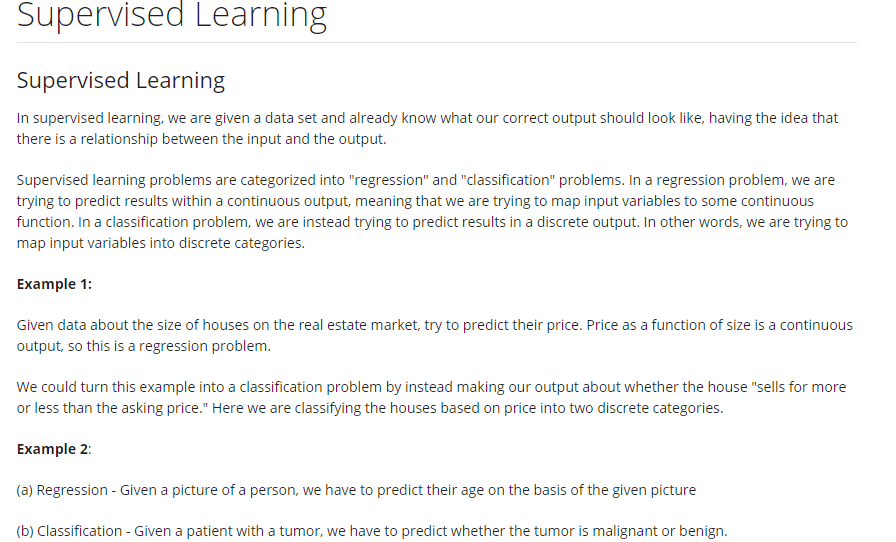 Supervised Learning
Supervised Learning
In supervised learning, we are given a data set and already know what our correct output should look like, having the idea that
there is a relationship between the input and the output.
Supervised learning problems are categorized into "regression" and "classification" problems. In a regression problem, we are
trying to predict results within a continuous output, meaning that we are trying to map input variables to some continuous
function. In a classification problem, we are instead trying to predict results in a discrete output. In other words, we are trying to
map input variables into discrete categories.
Example 1:
Given data about the size of houses on the real estate market, try to predict their price. Price as a function of size is a continuous
output, so this is a regression problem.
We could turn this example into a classification problem by instead making our output about whether the house "sells for more
or less than the asking price." Here we are classifying the houses based on price into two discrete categories.
Example 2:
(a) Regression - Given a picture of a person, we have to predict their age on the basis of the given picture
(b) Classification - Given a patient with a tumor, we have to predict whether the tumor is malignant or benign.